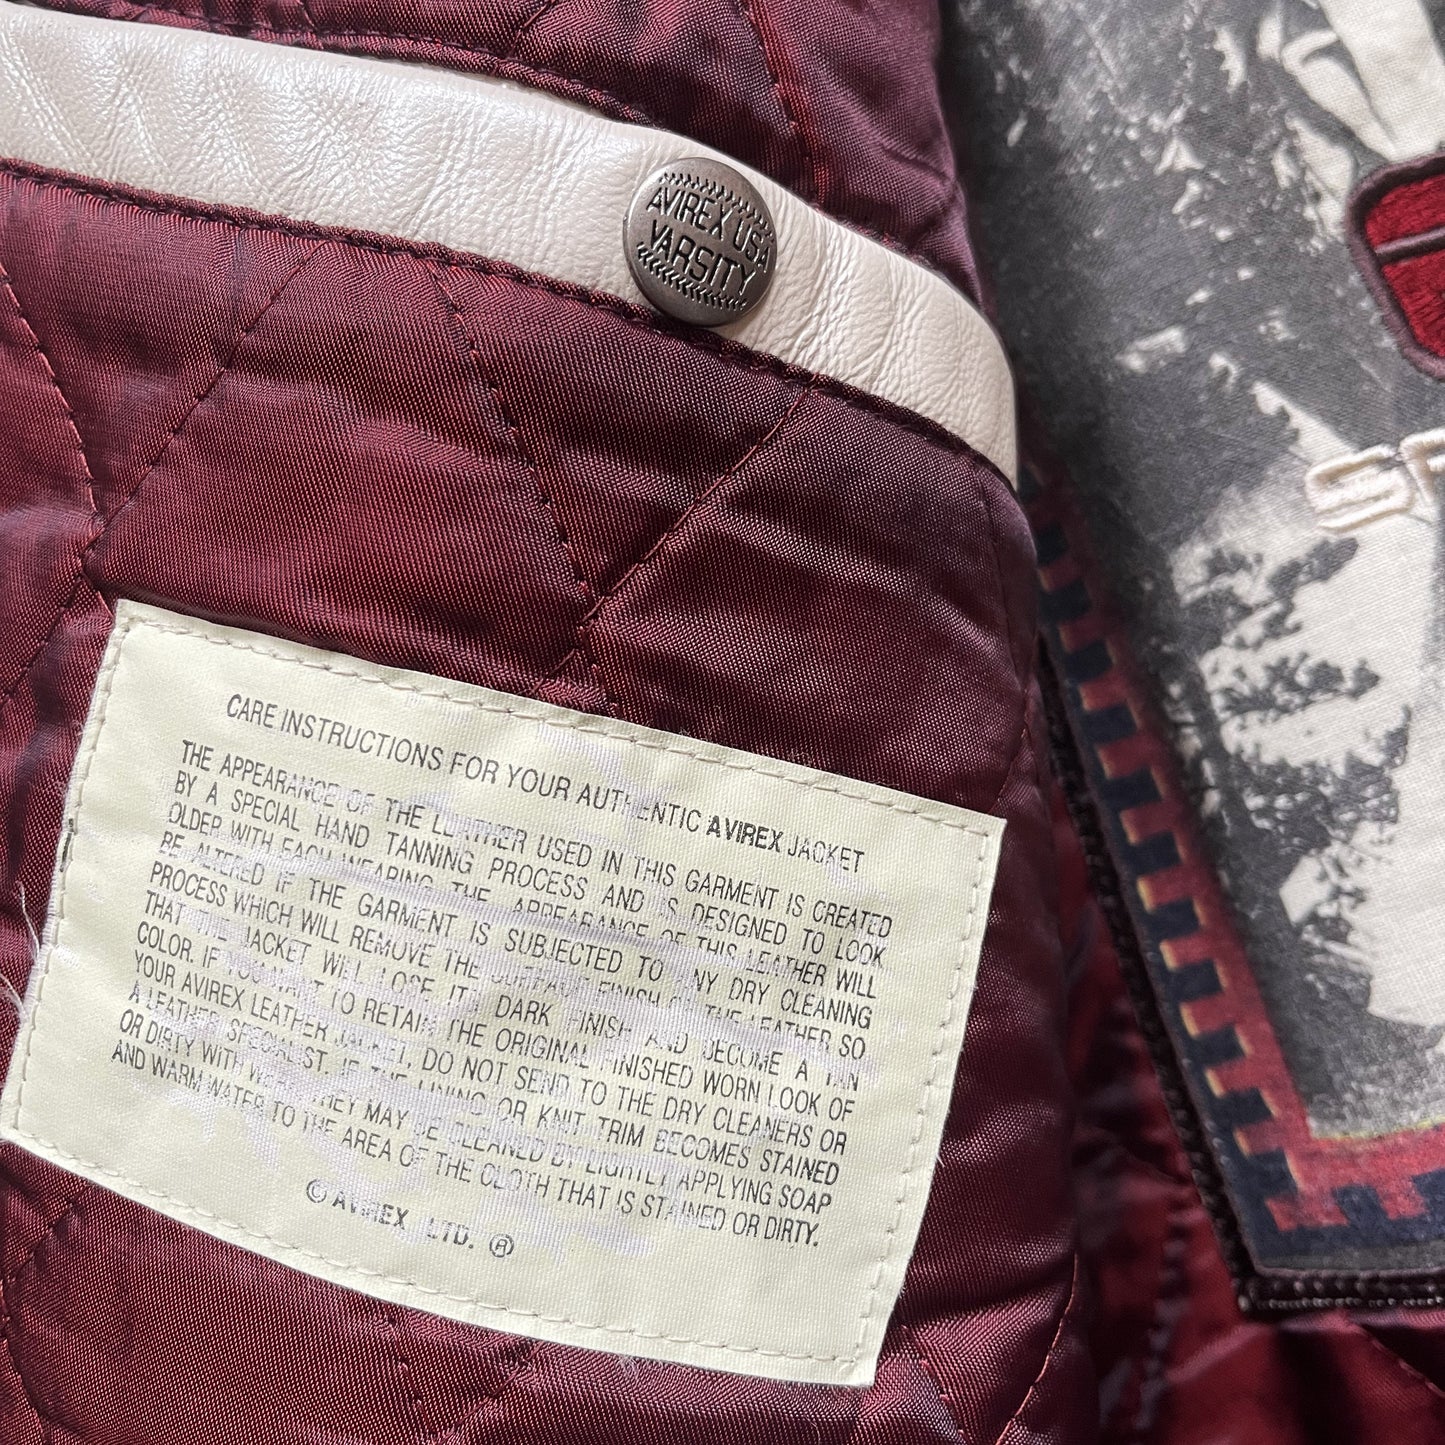 AVIREX USA
VARSITY
CARE INSTRUCTIONS FOR YOUR AUTHENTIC AVIREX JACKET
THE APPEARANCE OF THE LEATHER USED IN THIS GARMENT IS CREATED
BY A SPECIAL HAND TANNING PROCESS AND IS DESIGNED TO LOOK
OLDER WITH EACH WEARING. THE APPEARANCE OF THIS LEATHER WILL
BE ALTERED IF THE GARMENT IS SUBJECTED TO ANY DRY CLEANING
PROCESS WHICH WILL REMOVE THE SURFACE FINISH OF THE LEATHER SO
THAT THE JACKET WILL LOSE ITS DARK FINISH AND BECOME A TAN
COLOR. IF YOU WANT TO RETAIN THE ORIGINAL FINISHED WORN LOOK OF
YOUR AVIREX LEATHER JACKET, DO NOT SEND TO THE DRY CLEANERS OR
A LEATHER SPECIALIST. IF THE LINING OR KNIT TRIM BECOMES STAINED
OR DIRTY WITH WEAR THEY MAY BE CLEANED BY LIGHTLY APPLYING SOAP
AND WARM WATER TO THE AREA OF THE CLOTH THAT IS STAINED OR DIRTY.
© AVIREX LTD. ®